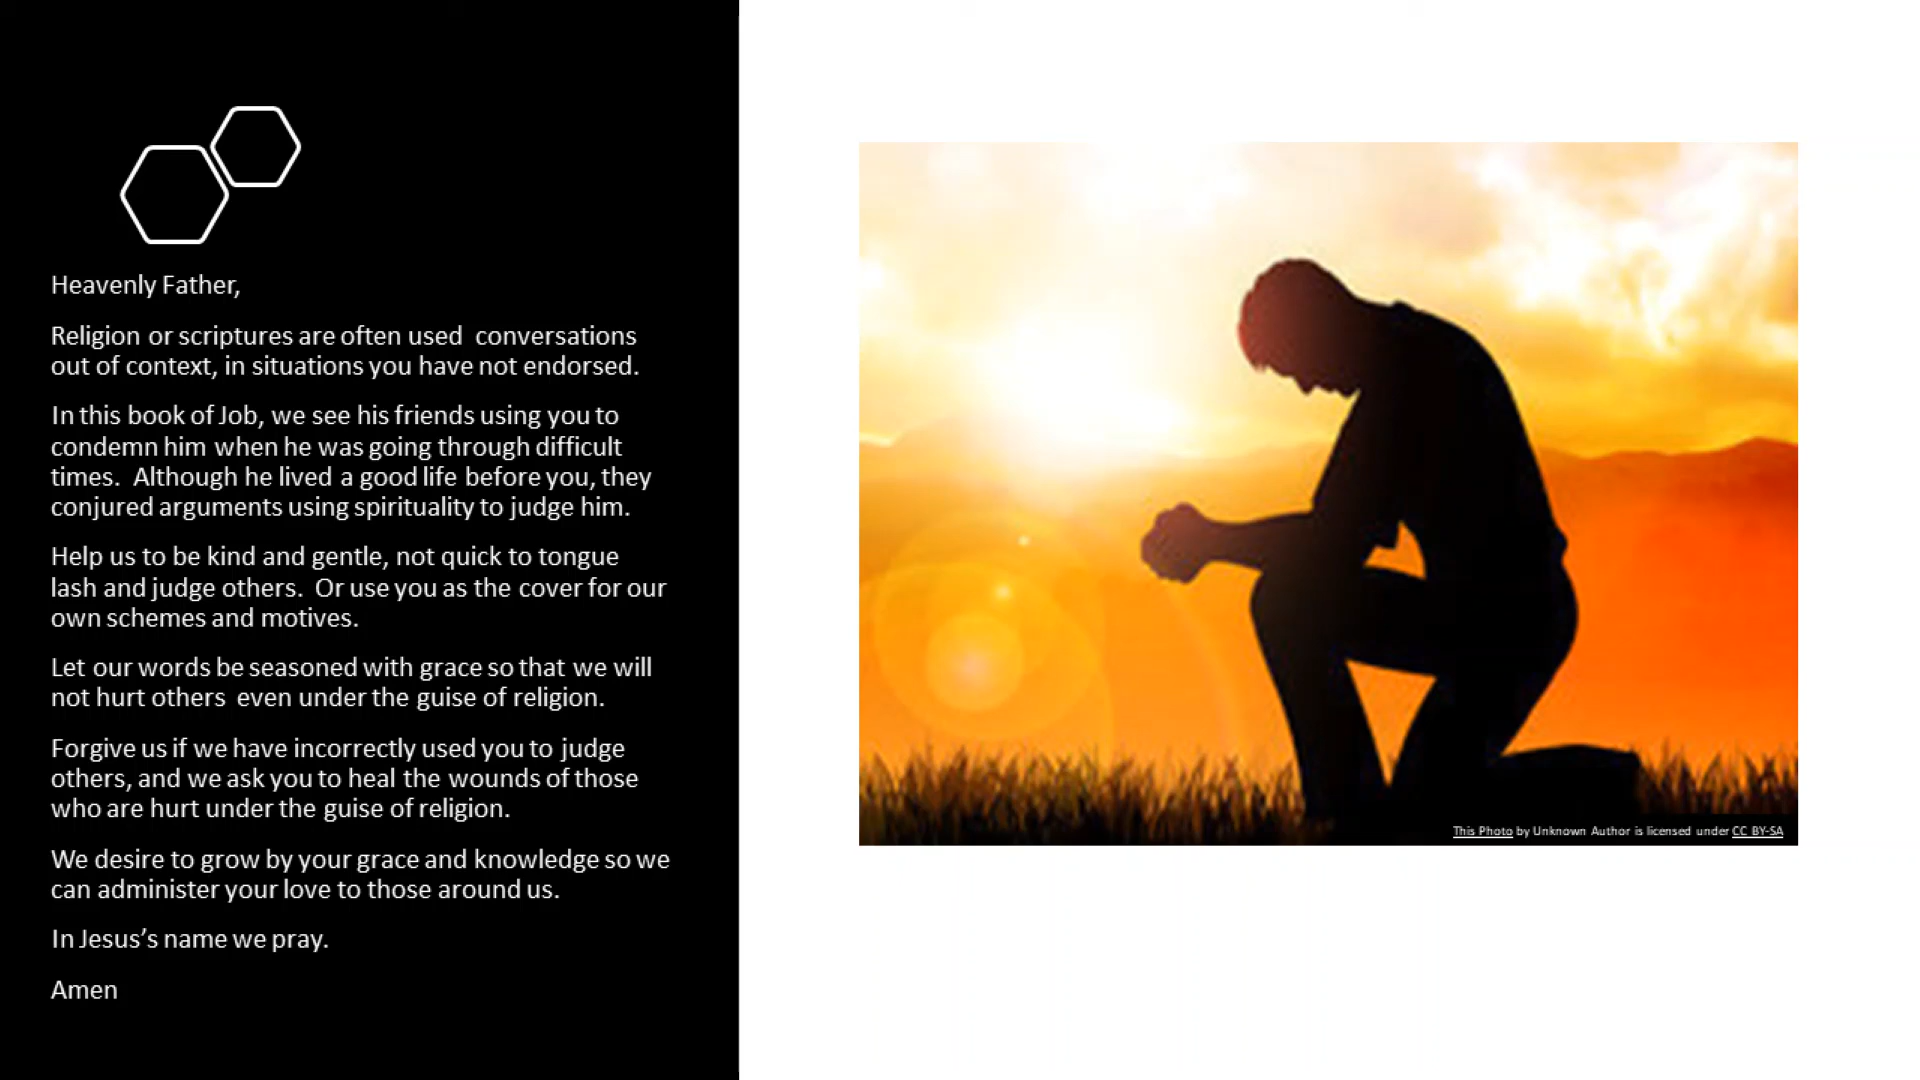 Heavenly Father,
Religion or scriptures are often used conversations
out of context, in situations you have not endorsed.
In this book of Job, we see his friends using you to
condemn him when he was going through difficult
times. Although he lived a good life before you, they
conjured arguments using spirituality to judge him.
Help us to be kind and gentle, not quick to tongue
lash and judge others. Or use you as the cover for our
own schemes and motives.
Let our words be seasoned with grace so that we will
not hurt others even under the guise of religion.
Forgive us if we have incorrectly used you to judge
others, and we ask you to heal the wounds of those
who are hurt under the guise of religion.
We desire to grow by your grace and knowledge so we
can administer your love to those around us.
In Jesus’s name we pray.
Amen
This Photo by Unknown Author is licensed under CC BY-SA